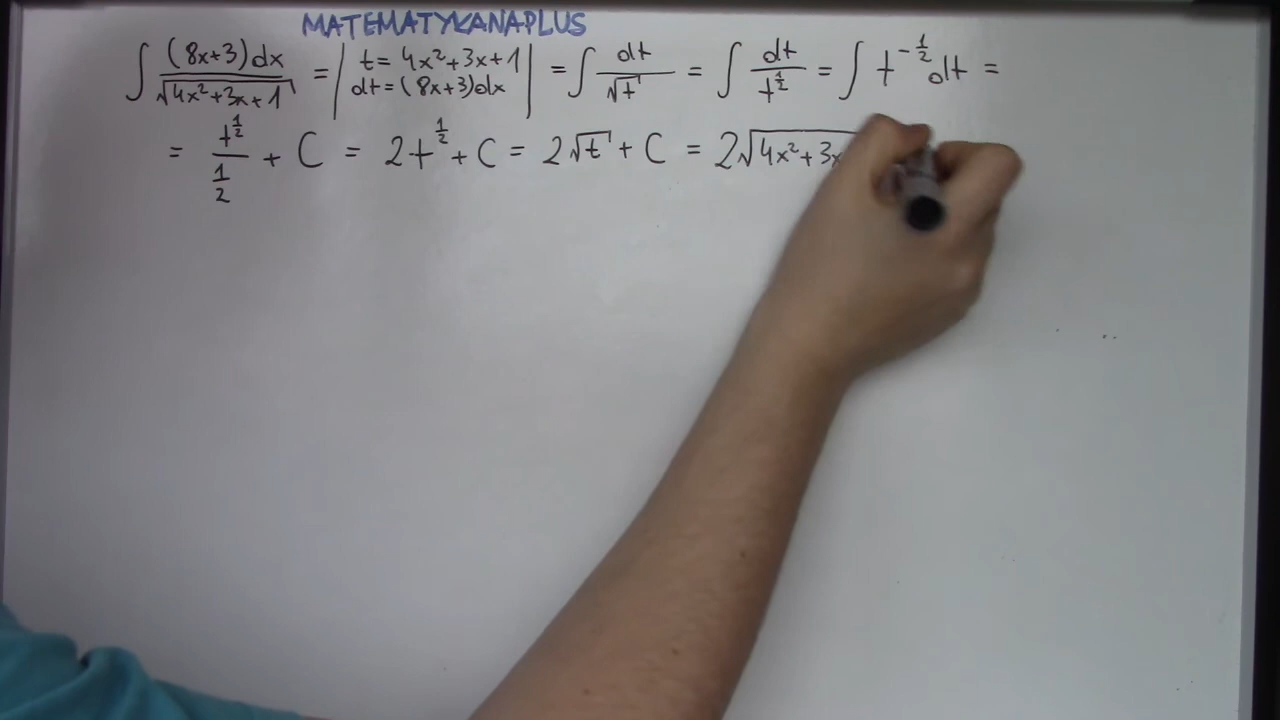 MATEMATYKANAPLUS
∫ (8x+3)dx / √(4x²+3x+1) = | t = 4x²+3x+1 dt = (8x+3)dx | = ∫ dt / √t = ∫ dt / t^(1/2) = ∫ t^(-1/2) dt =
= t^(1/2) / (1/2) + C = 2t^(1/2) + C = 2√t + C = 2√(4x²+3x